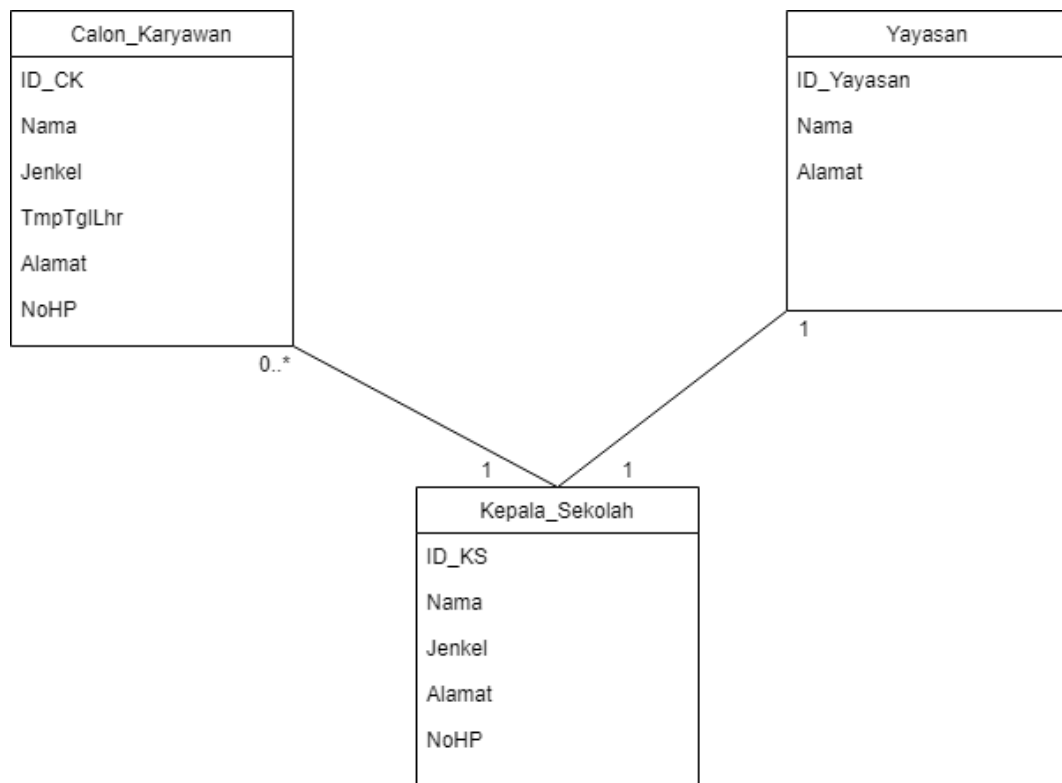 Calon_Karyawan
ID_CK
Nama
Jenkel
TmpTglLhr
Alamat
NoHP
0..*
Yayasan
ID_Yayasan
Nama
Alamat
1
1
1
Kepala_Sekolah
ID_KS
Nama
Jenkel
Alamat
NoHP